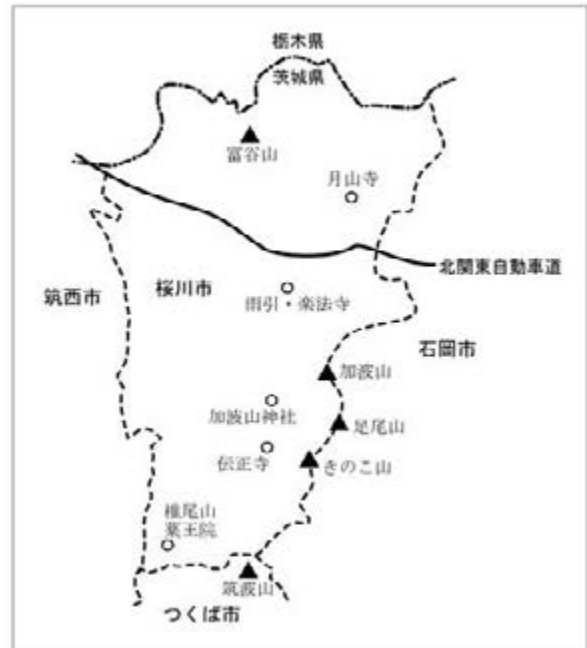 栃木県
茨城県
富谷山
月山寺
北関東自動車道
筑西市
桜川市
雨引・楽法寺
石岡市
加波山
加波山神社
足尾山
伝正寺
きのこ山
椎尾山
薬王院
筑波山
つくば市